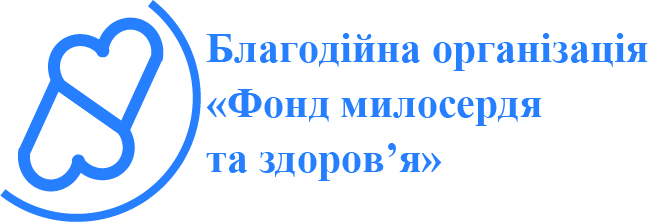 Благодійна організація
«Фонд милосердя
та здоров’я»